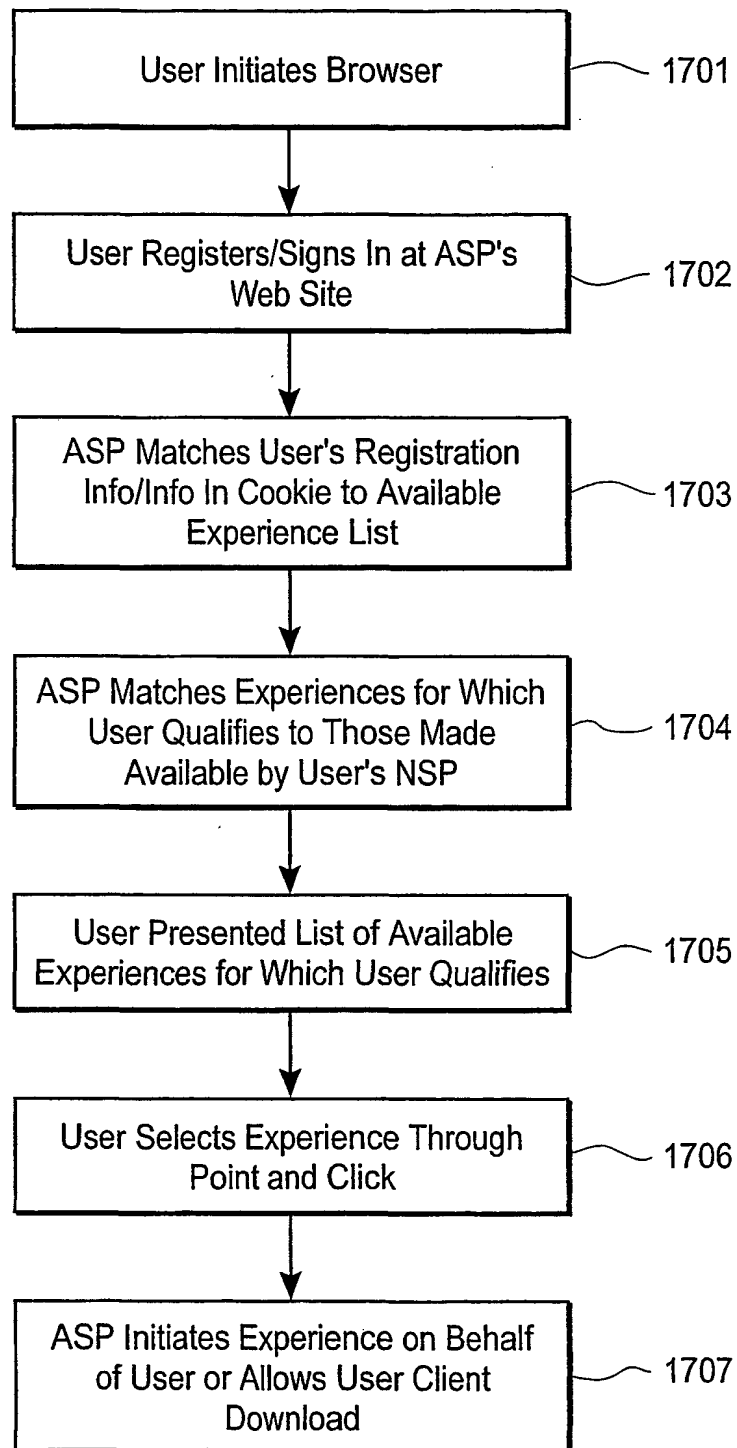 User Initiates Browser
1701
User Registers/Signs In at ASP's
Web Site
1702
ASP Matches User's Registration
Info/Info In Cookie to Available
Experience List
1703
ASP Matches Experiences for Which
User Qualifies to Those Made
Available by User's NSP
1704
User Presented List of Available
Experiences for Which User Qualifies
1705
User Selects Experience Through
Point and Click
1706
ASP Initiates Experience on Behalf
of User or Allows User Client
Download
1707